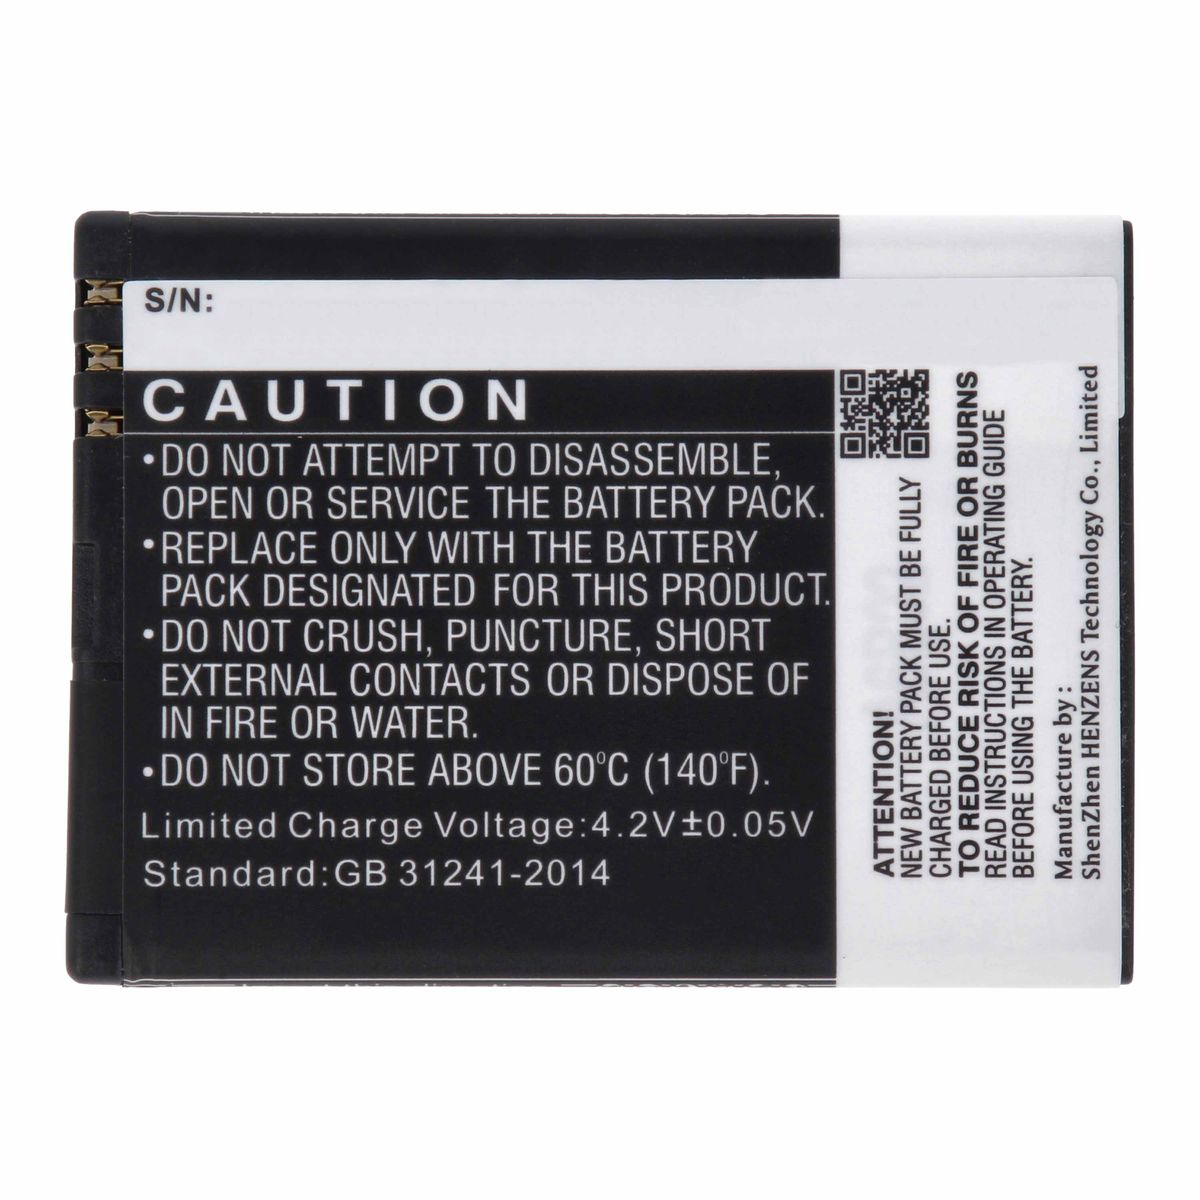 S/N:
CAUTION
•DO NOT ATTEMPT TO DISASSEMBLE,
OPEN OR SERVICE THE BATTERY PACK.
•REPLACE ONLY WITH THE BATTERY
PACK DESIGNATED FOR THIS PRODUCT.
•DO NOT CRUSH, PUNCTURE, SHORT
EXTERNAL CONTACTS OR DISPOSE OF
IN FIRE OR WATER.
•DO NOT STORE ABOVE 60°C (140°F).
Limited Charge Voltage:4.2V±0.05V
Standard:GB 31241-2014
ATTENTION!
NEW BATTERY PACK MUST BE FULLY
CHARGED BEFORE USE.
TO REDUCE RISK OF FIRE OR BURNS
READ INSTRUCTIONS IN OPERATING GUIDE
BEFORE USING THE BATTERY.
Manufacture by :
ShenZhen HENZENS Technology Co., Limited